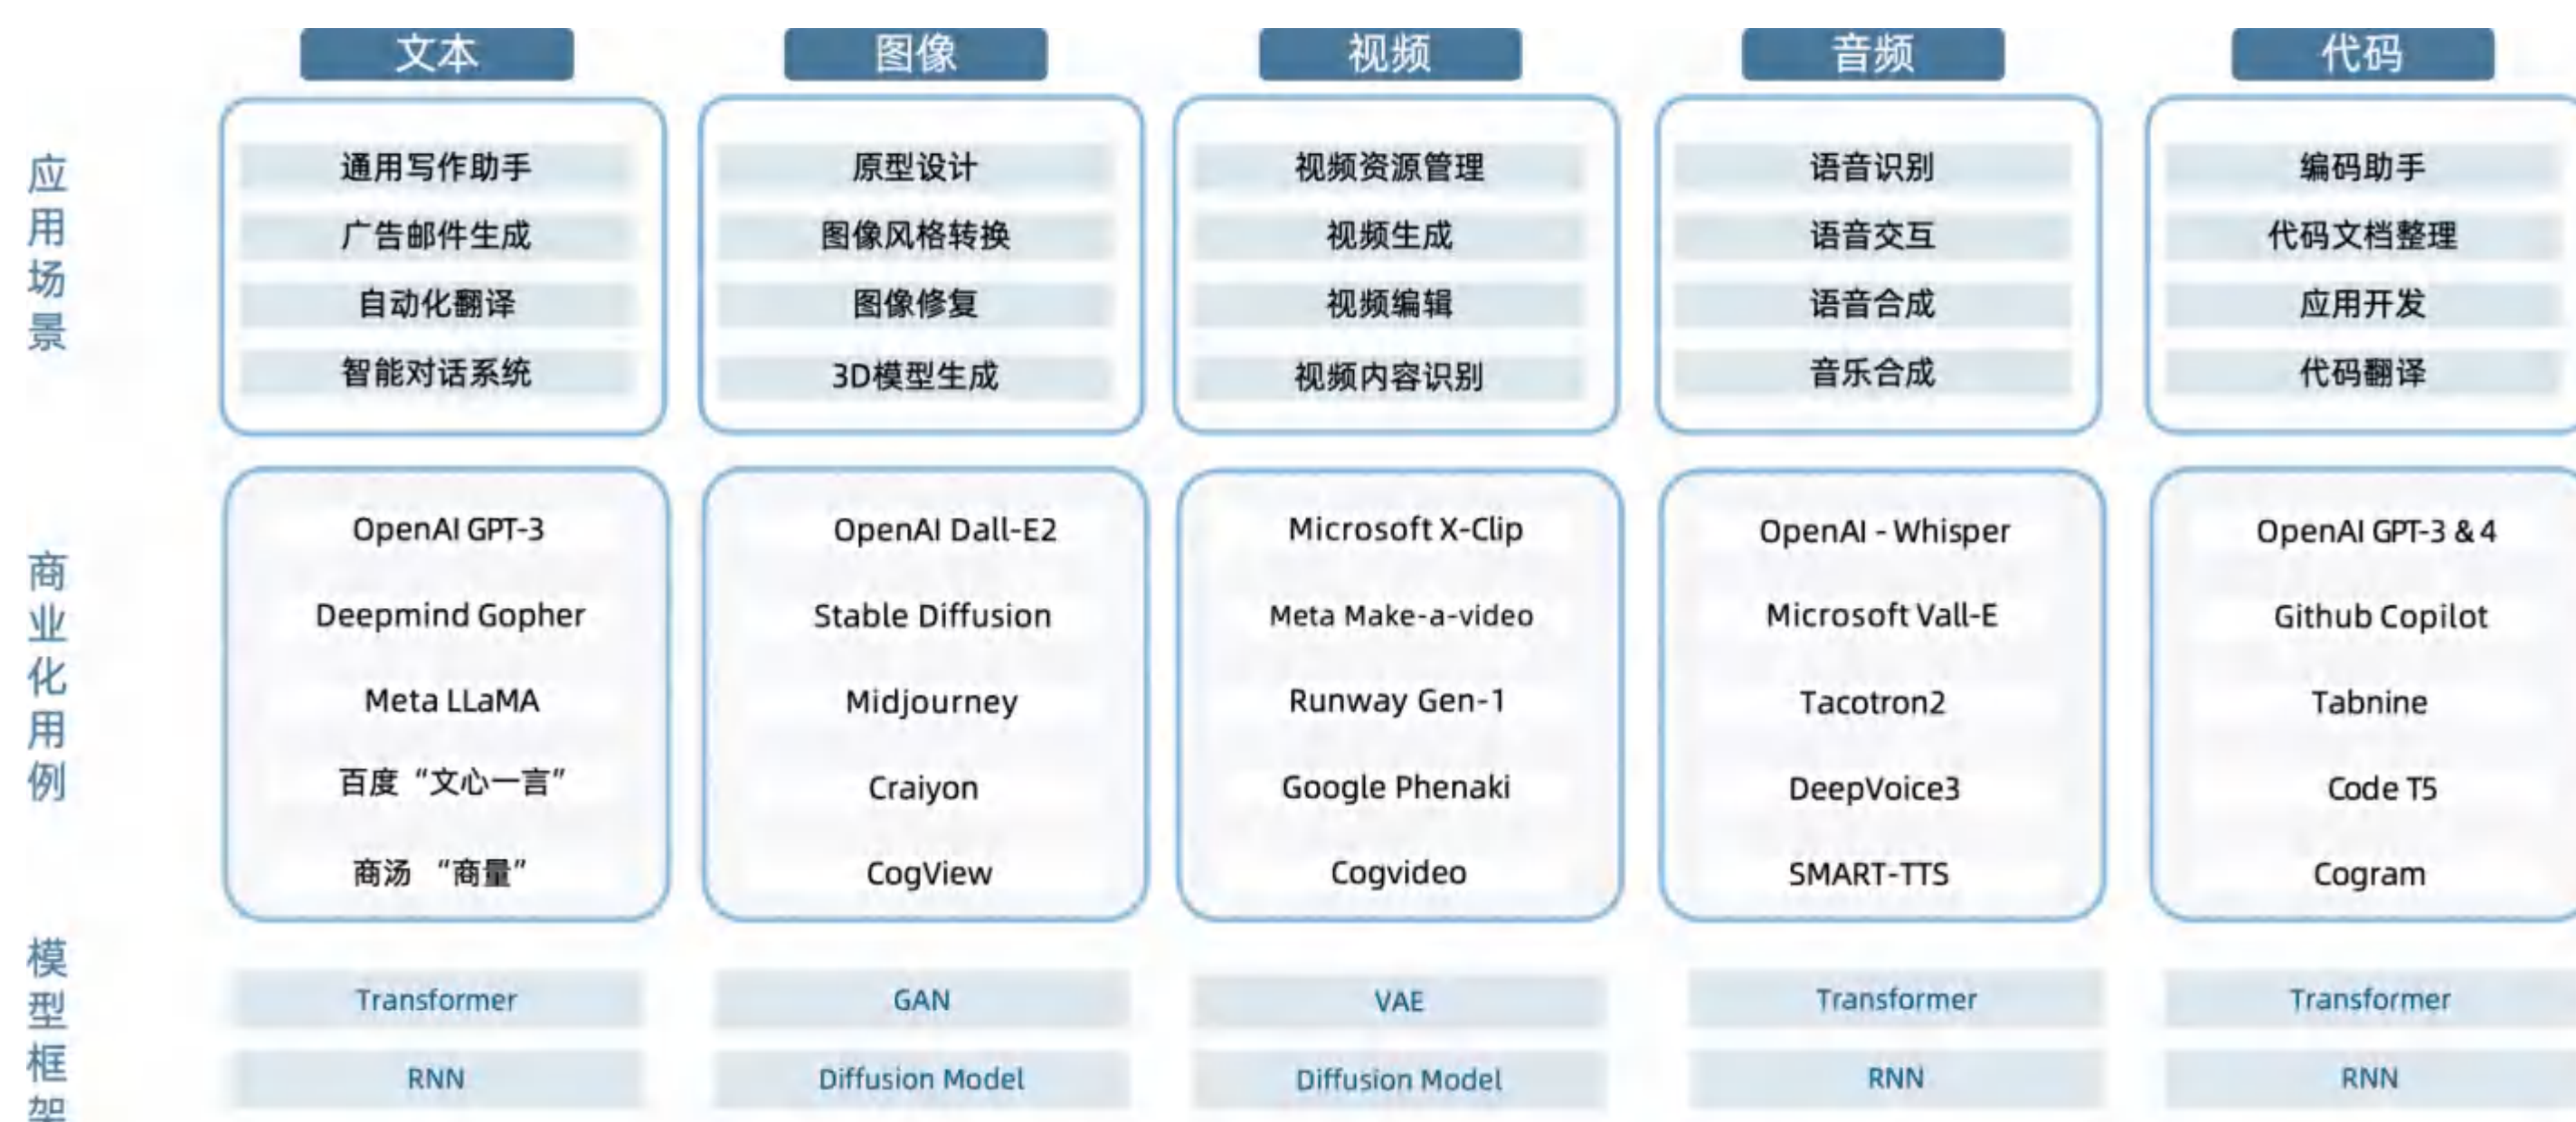 文本 图像 视频 音频 代码
应用场景
通用写作助手 原型设计 视频资源管理 语音识别 编码助手
广告邮件生成 图像风格转换 视频生成 语音交互 代码文档整理
自动化翻译 图像修复 视频编辑 语音合成 应用开发
智能对话系统 3D模型生成 视频内容识别 音乐合成 代码翻译
商业化用例
OpenAI GPT-3 OpenAI Dall-E2 Microsoft X-Clip OpenAI - Whisper OpenAI GPT-3 & 4
Deepmind Gopher Stable Diffusion Meta Make-a-video Microsoft Vall-E Github Copilot
Meta LLaMA Midjourney Runway Gen-1 Tacotron2 Tabnine
百度“文心一言” Craiyon Google Phenaki DeepVoice3 Code T5
商汤 “商量” CogView Cogvideo SMART-TTS Cogram
模型框架
Transformer GAN VAE Transformer Transformer
RNN Diffusion Model Diffusion Model RNN RNN